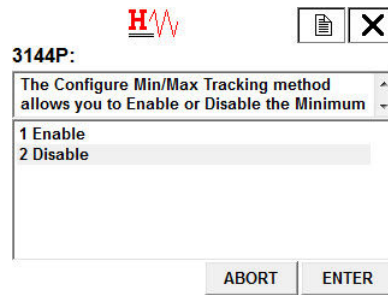 H
3144P:
The Configure Min/Max Tracking method
allows you to Enable or Disable the Minimum
1 Enable
2 Disable
ABORT ENTER